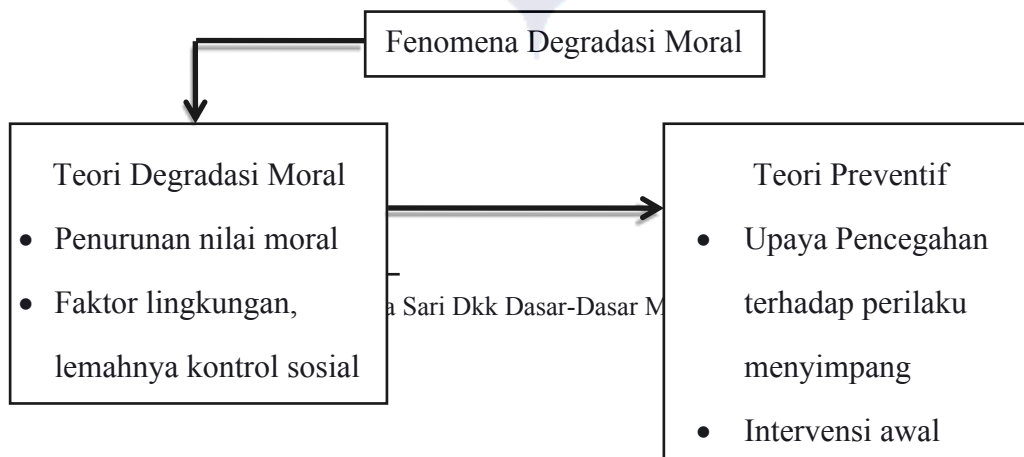 Fenomena Degradasi Moral
Teori Degradasi Moral
• Penurunan nilai moral
• Faktor lingkungan,
lemahnya kontrol sosial
Sari Dkk Dasar-Dasar
Teori Preventif
• Upaya Pencegahan
terhadap perilaku
menyimpang
• Intervensi awal